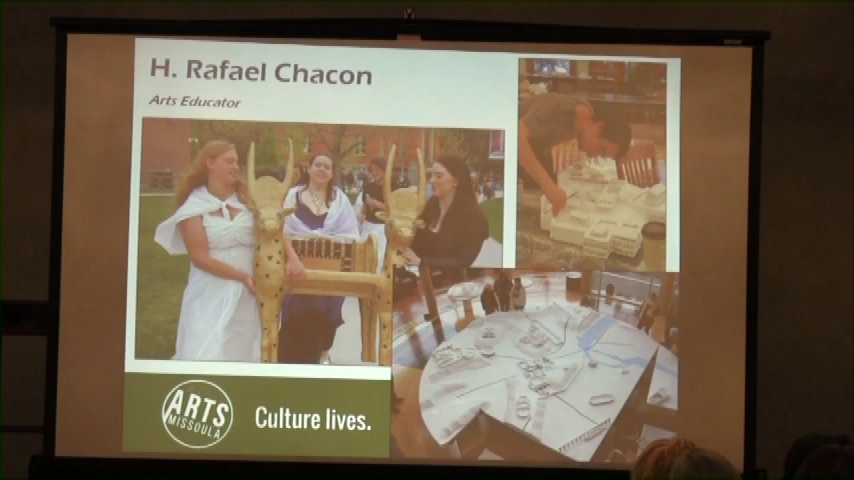 H. Rafael Chacon
Arts Educator
ARTS
MISSOULA
Culture lives.